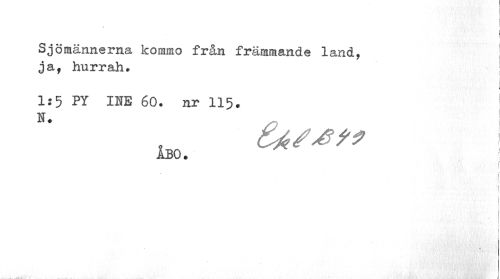 Sjömännerna kommo från främmande land,
ja, hurrah.
1:5 PY INE 60. nr 115.
N.
ÅBO.
Ekl B49